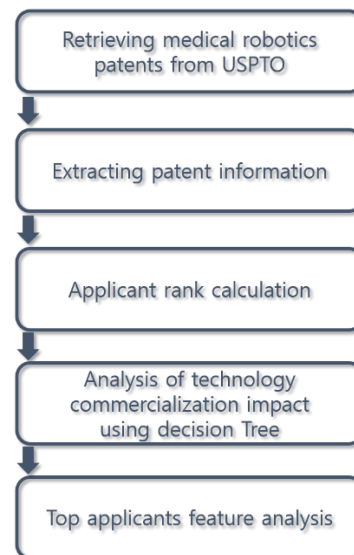 Retrieving medical robotics
patents from USPTO
Extracting patent information
Applicant rank calculation
Analysis of technology
commercialization impact
using decision Tree
Top applicants feature analysis